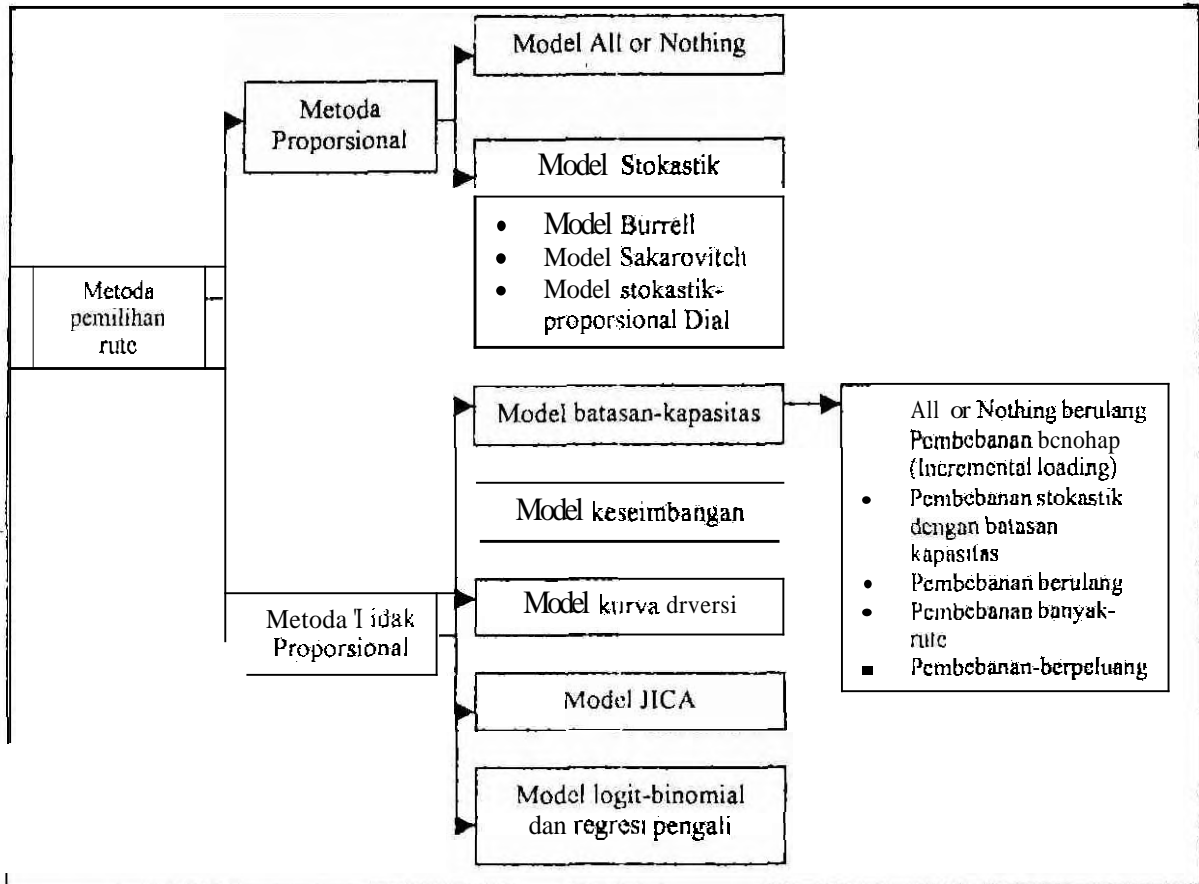 Model All or Nothing
Metoda
Proporsional
Model Stokastik
• Model Burrell
• Model Sakarovitch
• Model stokastik-
proporsional Dial
Metoda
pemilihan
rute
Model batasan-kapasitas
All or Nothing berulang
Pembebanan bcnohap
(Incremental loading)
• Pembebanan stokastik
dengan batasan
kapasitas
• Pembebanan berulang
• Pembebanan banyak-
rute
■ Pembebanan-berpeluang
Model keseimbangan
Model kurva drversi
Metoda Tidak
Proporsional
Model JICA
Model logit-binomial
dan regresi pengali